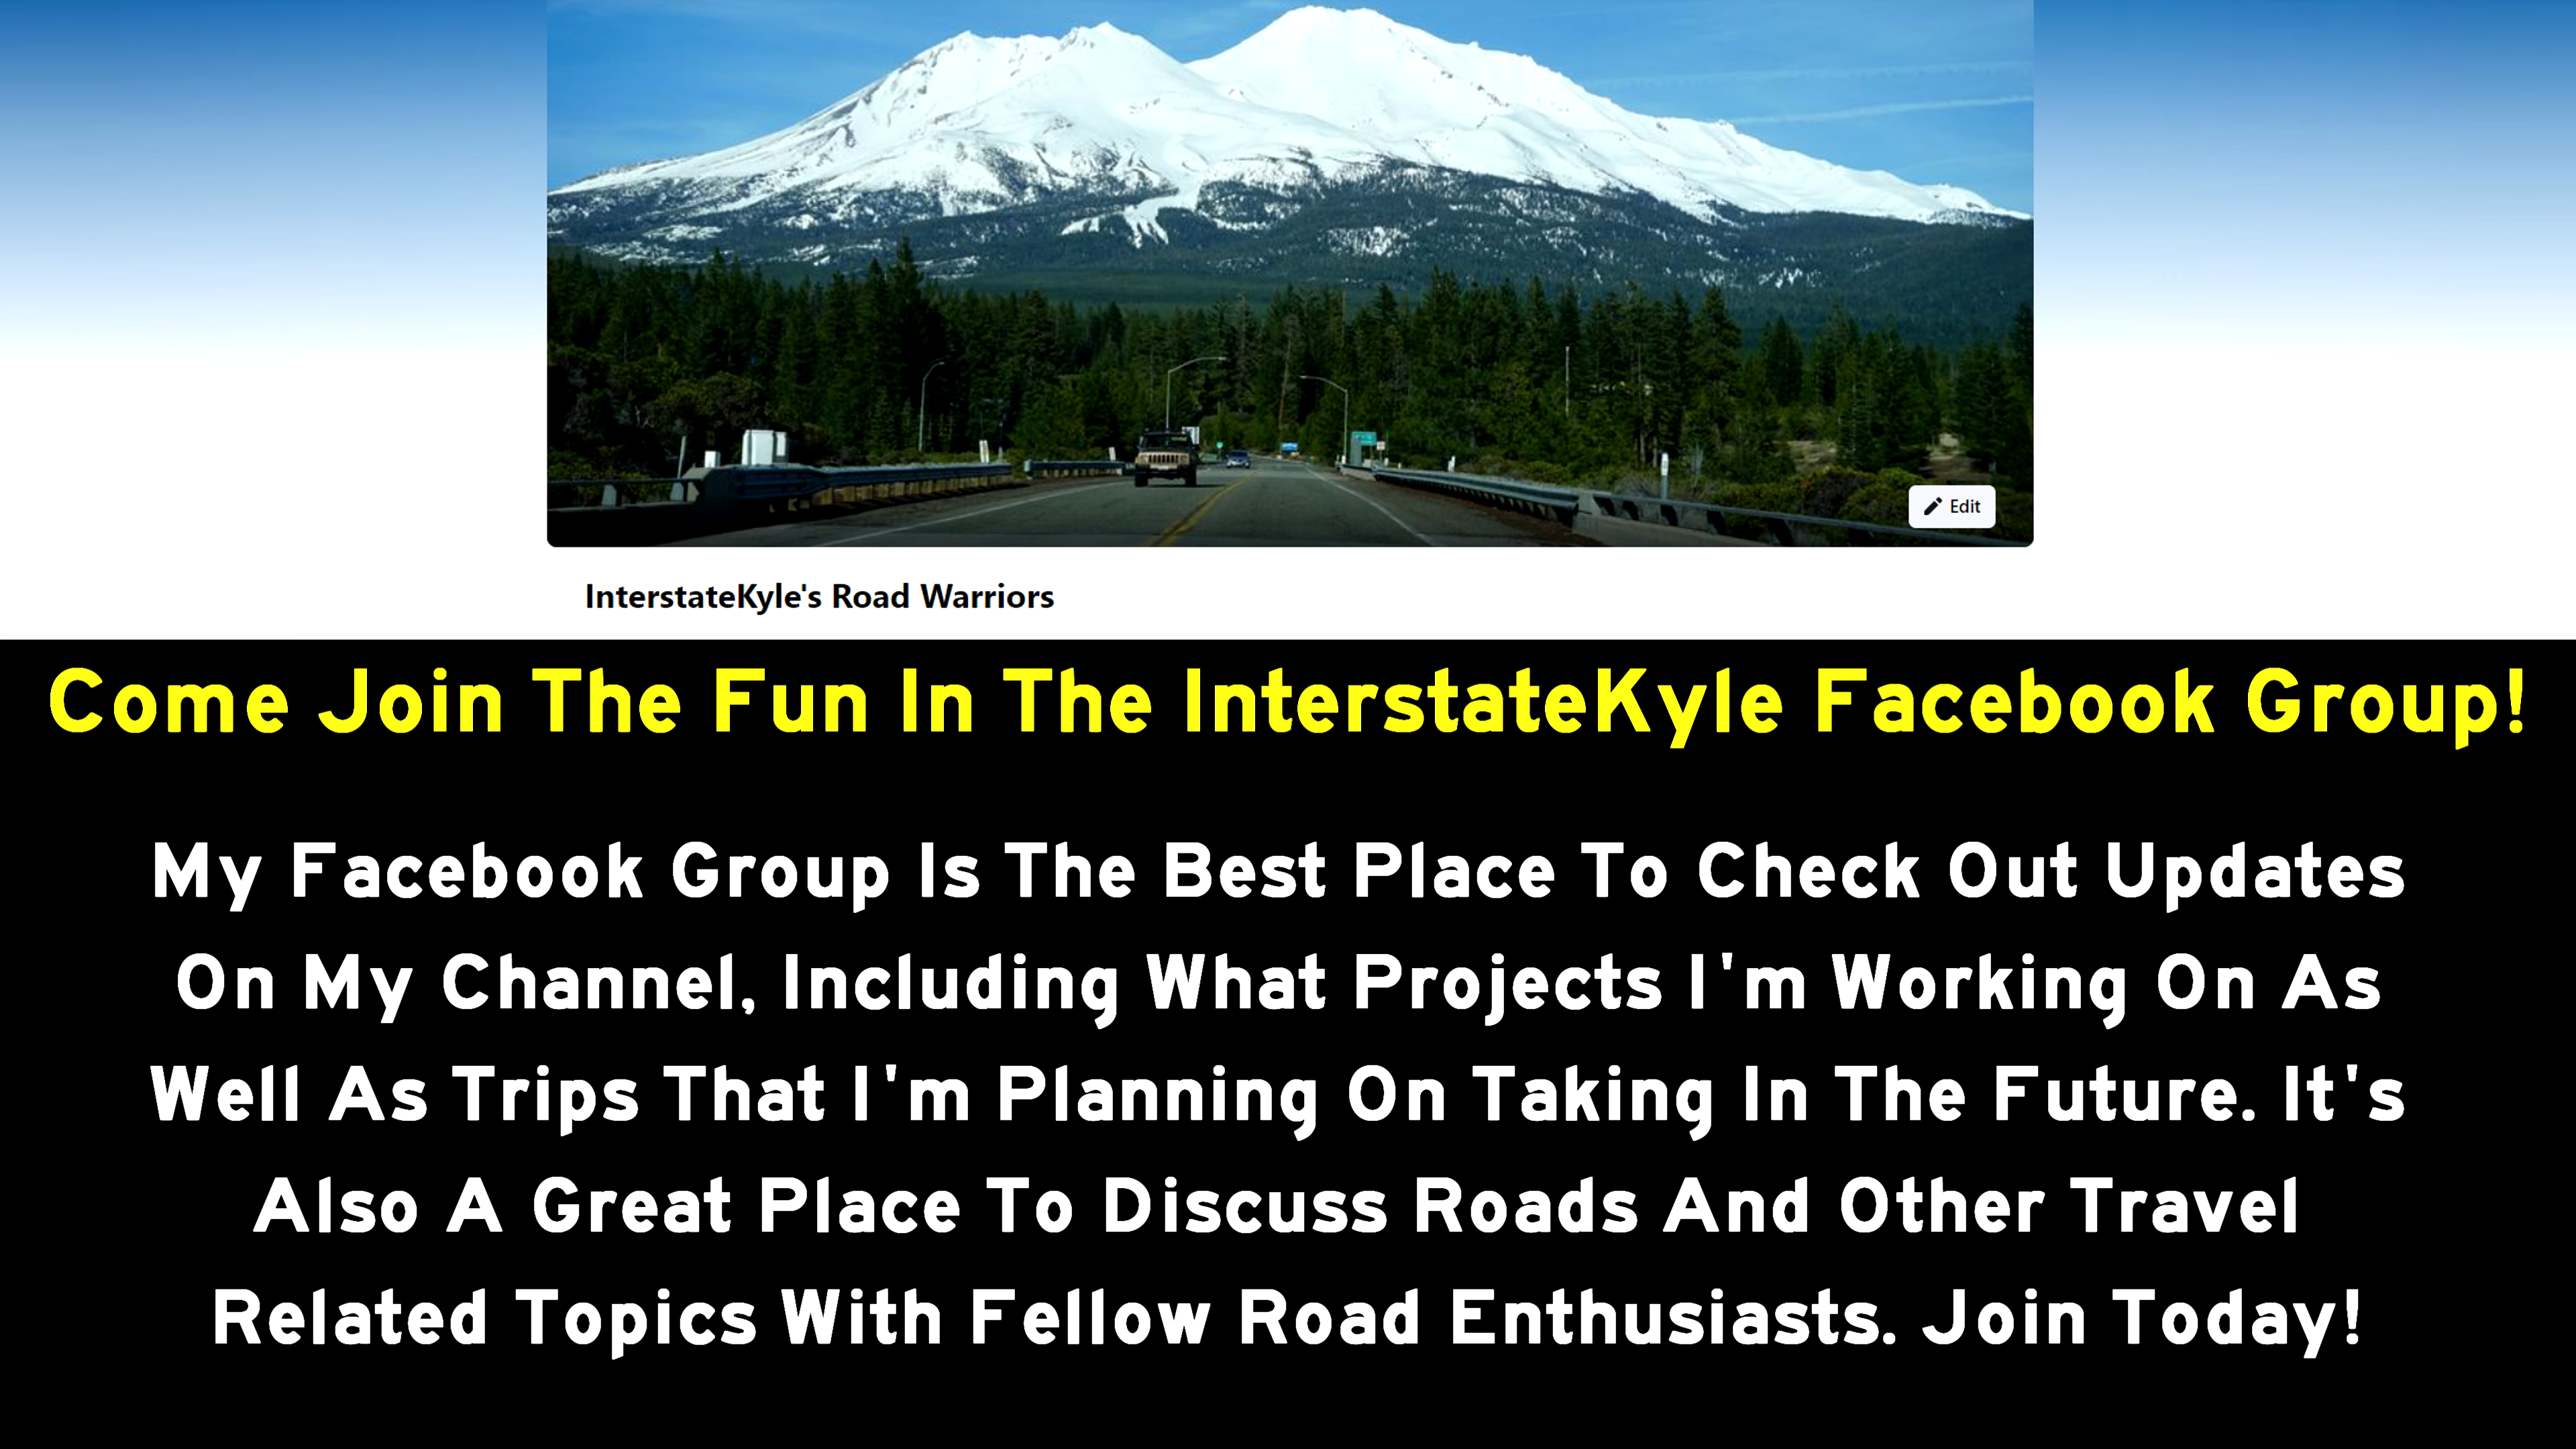 Edit
InterstateKyle's Road Warriors
Come Join The Fun In The InterstateKyle Facebook Group!
My Facebook Group Is The Best Place To Check Out Updates
On My Channel, Including What Projects I'm Working On As
Well As Trips That I'm Planning On Taking In The Future. It's
Also A Great Place To Discuss Roads And Other Travel
Related Topics With Fellow Road Enthusiasts. Join Today!